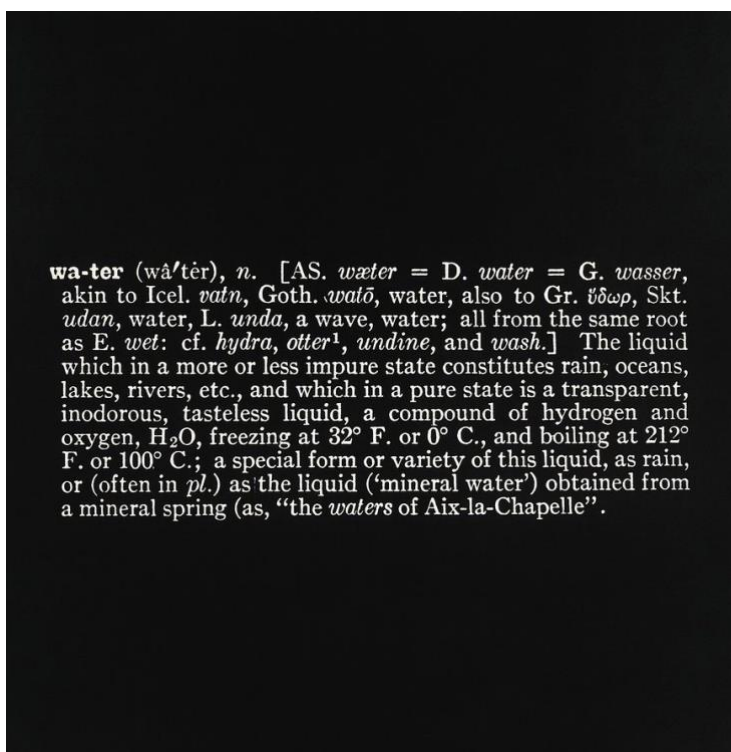 wa-ter (wâ′tėr), n. [AS. wæter = D. water = G. wasser,
akin to Icel. vatn, Goth. watō, water, also to Gr. ὕδωρ, Skt.
udan, water, L. unda, a wave, water; all from the same root
as E. wet: cf. hydra, otter¹, undine, and wash.] The liquid
which in a more or less impure state constitutes rain, oceans,
lakes, rivers, etc., and which in a pure state is a transparent,
inodorous, tasteless liquid, a compound of hydrogen and
oxygen, H₂O, freezing at 32° F. or 0° C., and boiling at 212°
F. or 100° C.; a special form or variety of this liquid, as rain,
or (often in pl.) as the liquid (‘mineral water’) obtained from
a mineral spring (as, “the waters of Aix-la-Chapelle”.